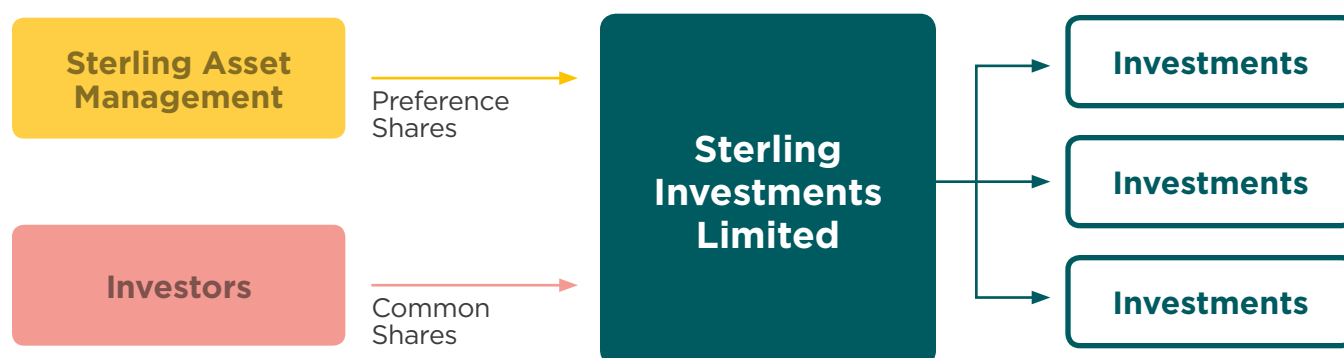 Sterling Asset
Management
Preference
Shares
Investors
Common
Shares
Sterling
Investments
Limited
Investments
Investments
Investments